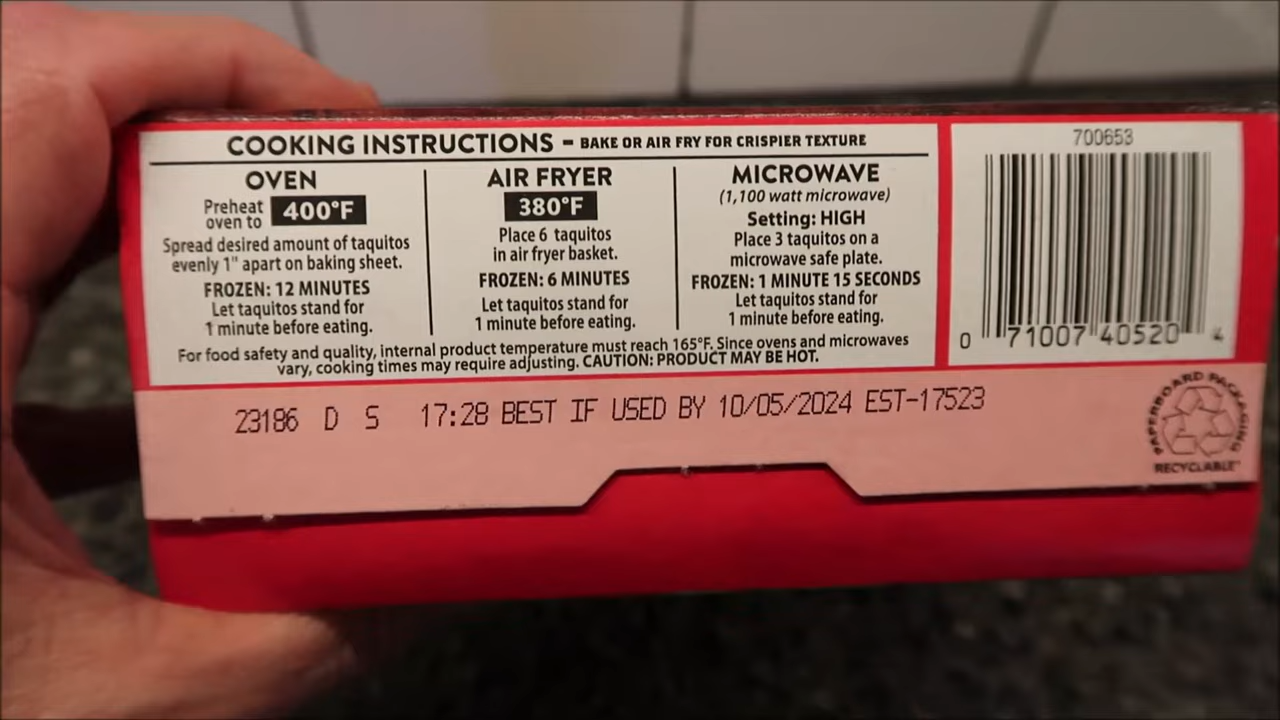 COOKING INSTRUCTIONS – BAKE OR AIR FRY FOR CRISPIER TEXTURE
OVEN
Preheat oven to 400°F
Spread desired amount of taquitos
evenly 1" apart on baking sheet.
FROZEN: 12 MINUTES
Let taquitos stand for
1 minute before eating.
AIR FRYER
380°F
Place 6 taquitos
in air fryer basket.
FROZEN: 6 MINUTES
Let taquitos stand for
1 minute before eating.
MICROWAVE
(1,100 watt microwave)
Setting: HIGH
Place 3 taquitos on a
microwave safe plate.
FROZEN: 1 MINUTE 15 SECONDS
Let taquitos stand for
1 minute before eating.
For food safety and quality, internal product temperature must reach 165°F. Since ovens and microwaves
vary, cooking times may require adjusting. CAUTION: PRODUCT MAY BE HOT.
700653
0 71007 40520 4
23186 D S 17:28 BEST IF USED BY 10/05/2024 EST-17523
PAPERBOARD PACKAGING
RECYCLABLE™